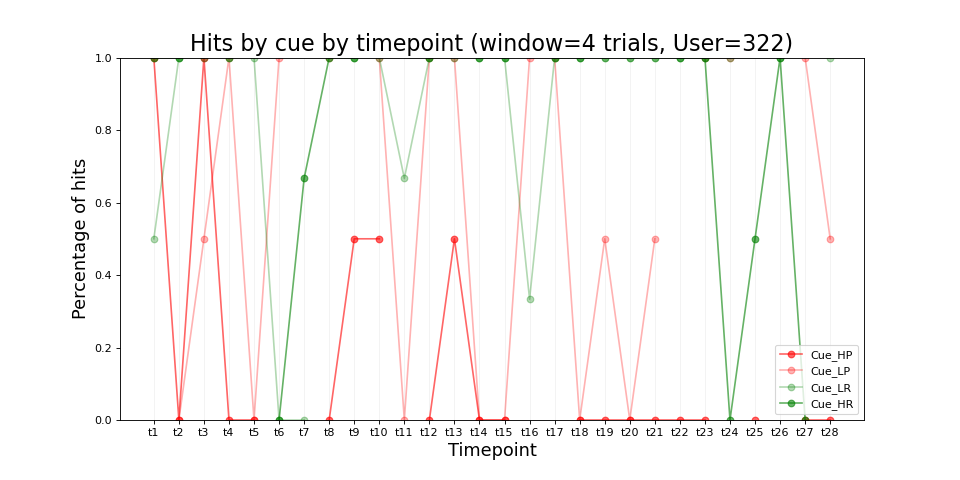 Hits by cue by timepoint (window=4 trials, User=322)
Percentage of hits
1.0
0.8
0.6
0.4
0.2
0.0
Cue_HP
Cue_LP
Cue_LR
Cue_HR
t1 t2 t3 t4 t5 t6 t7 t8 t9 t10 t11 t12 t13 t14 t15 t16 t17 t18 t19 t20 t21 t22 t23 t24 t25 t26 t27 t28
Timepoint